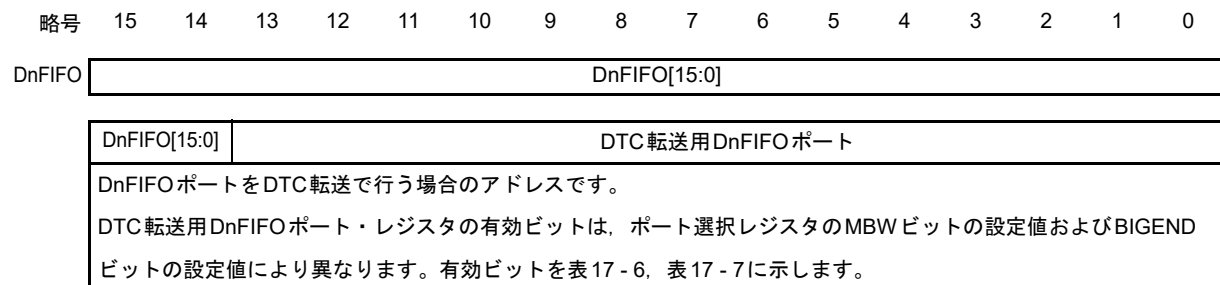 略号 15 14 13 12 11 10 9 8 7 6 5 4 3 2 1 0
DnFIFO DnFIFO[15:0]
DnFIFO[15:0] DTC転送用DnFIFOポート
DnFIFOポートをDTC転送で行う場合のアドレスです。
DTC転送用DnFIFOポート・レジスタの有効ビットは，ポート選択レジスタのMBWビットの設定値およびBIGEND
ビットの設定値により異なります。有効ビットを表17 - 6，表17 - 7に示します。